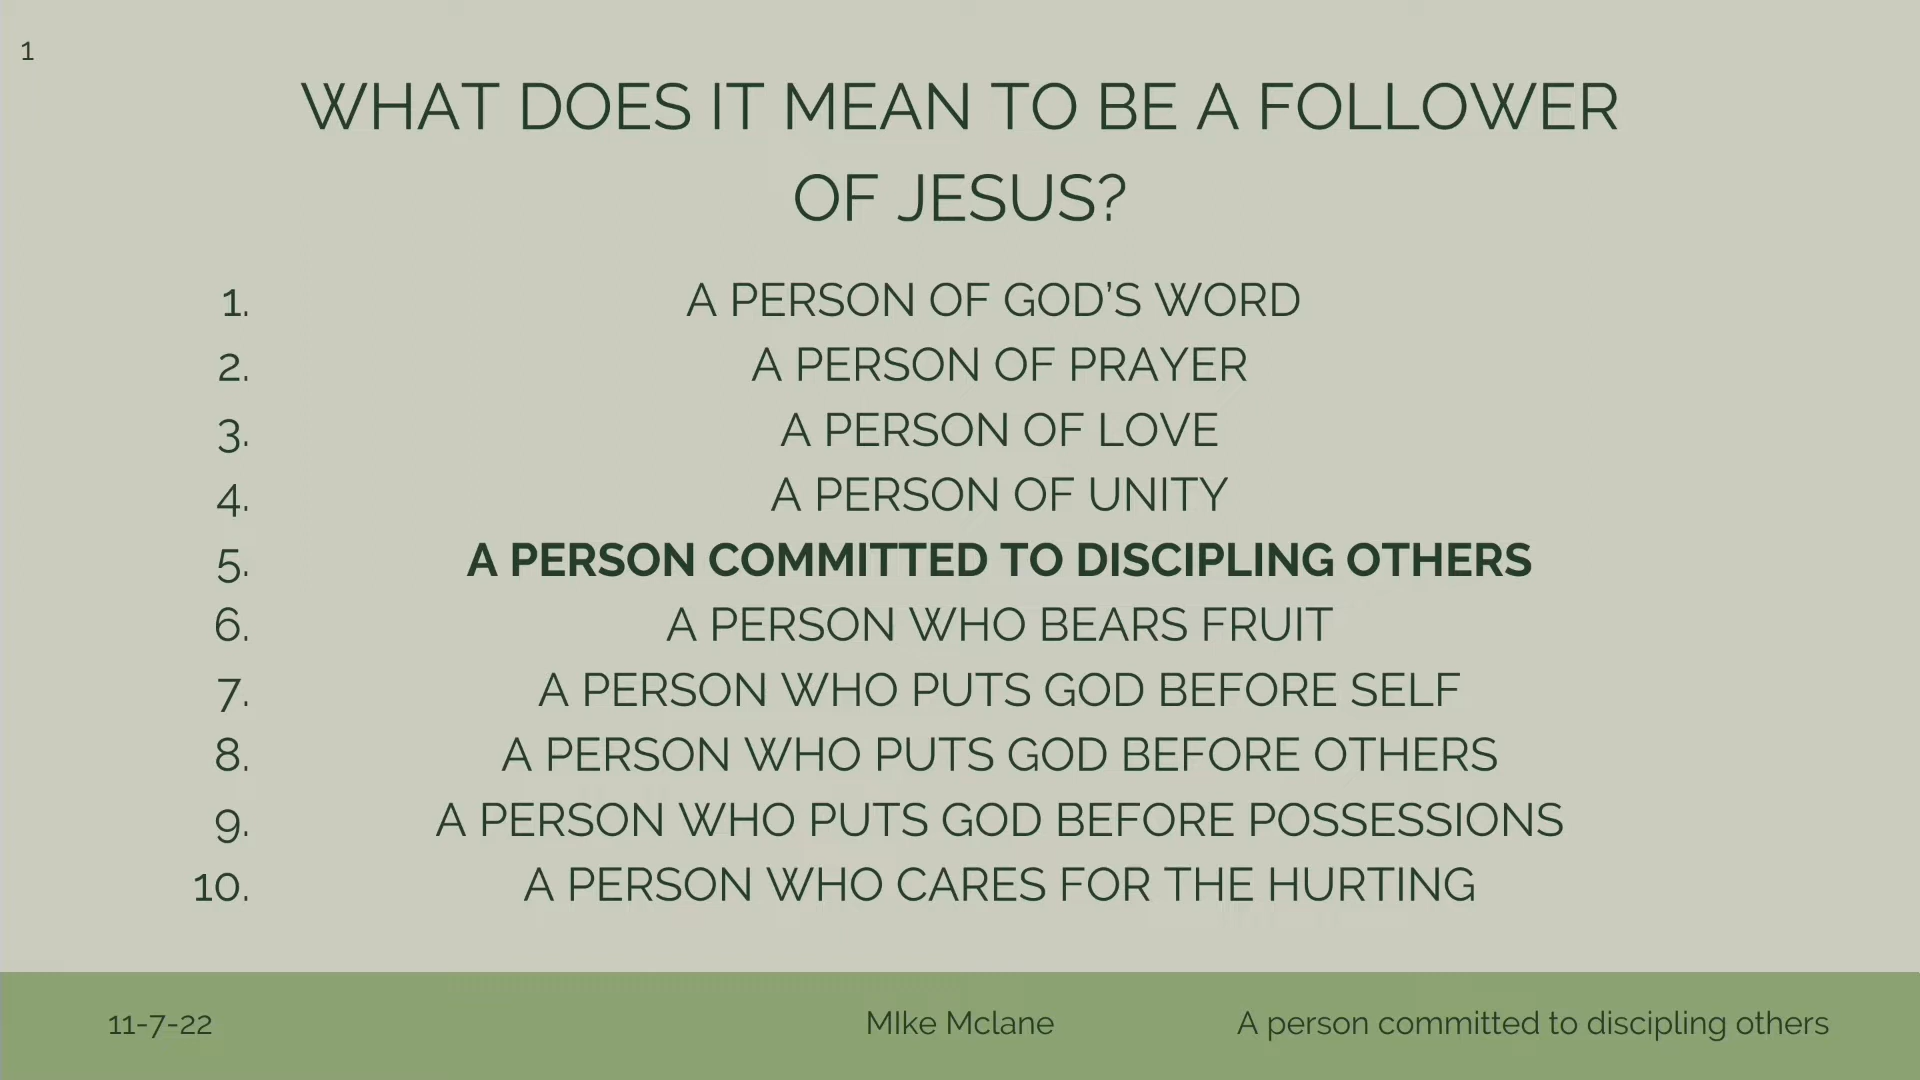 1
WHAT DOES IT MEAN TO BE A FOLLOWER
OF JESUS?
1. A PERSON OF GOD’S WORD
2. A PERSON OF PRAYER
3. A PERSON OF LOVE
4. A PERSON OF UNITY
5. A PERSON COMMITTED TO DISCIPLING OTHERS
6. A PERSON WHO BEARS FRUIT
7. A PERSON WHO PUTS GOD BEFORE SELF
8. A PERSON WHO PUTS GOD BEFORE OTHERS
9. A PERSON WHO PUTS GOD BEFORE POSSESSIONS
10. A PERSON WHO CARES FOR THE HURTING
11-7-22 MIke Mclane A person committed to discipling others